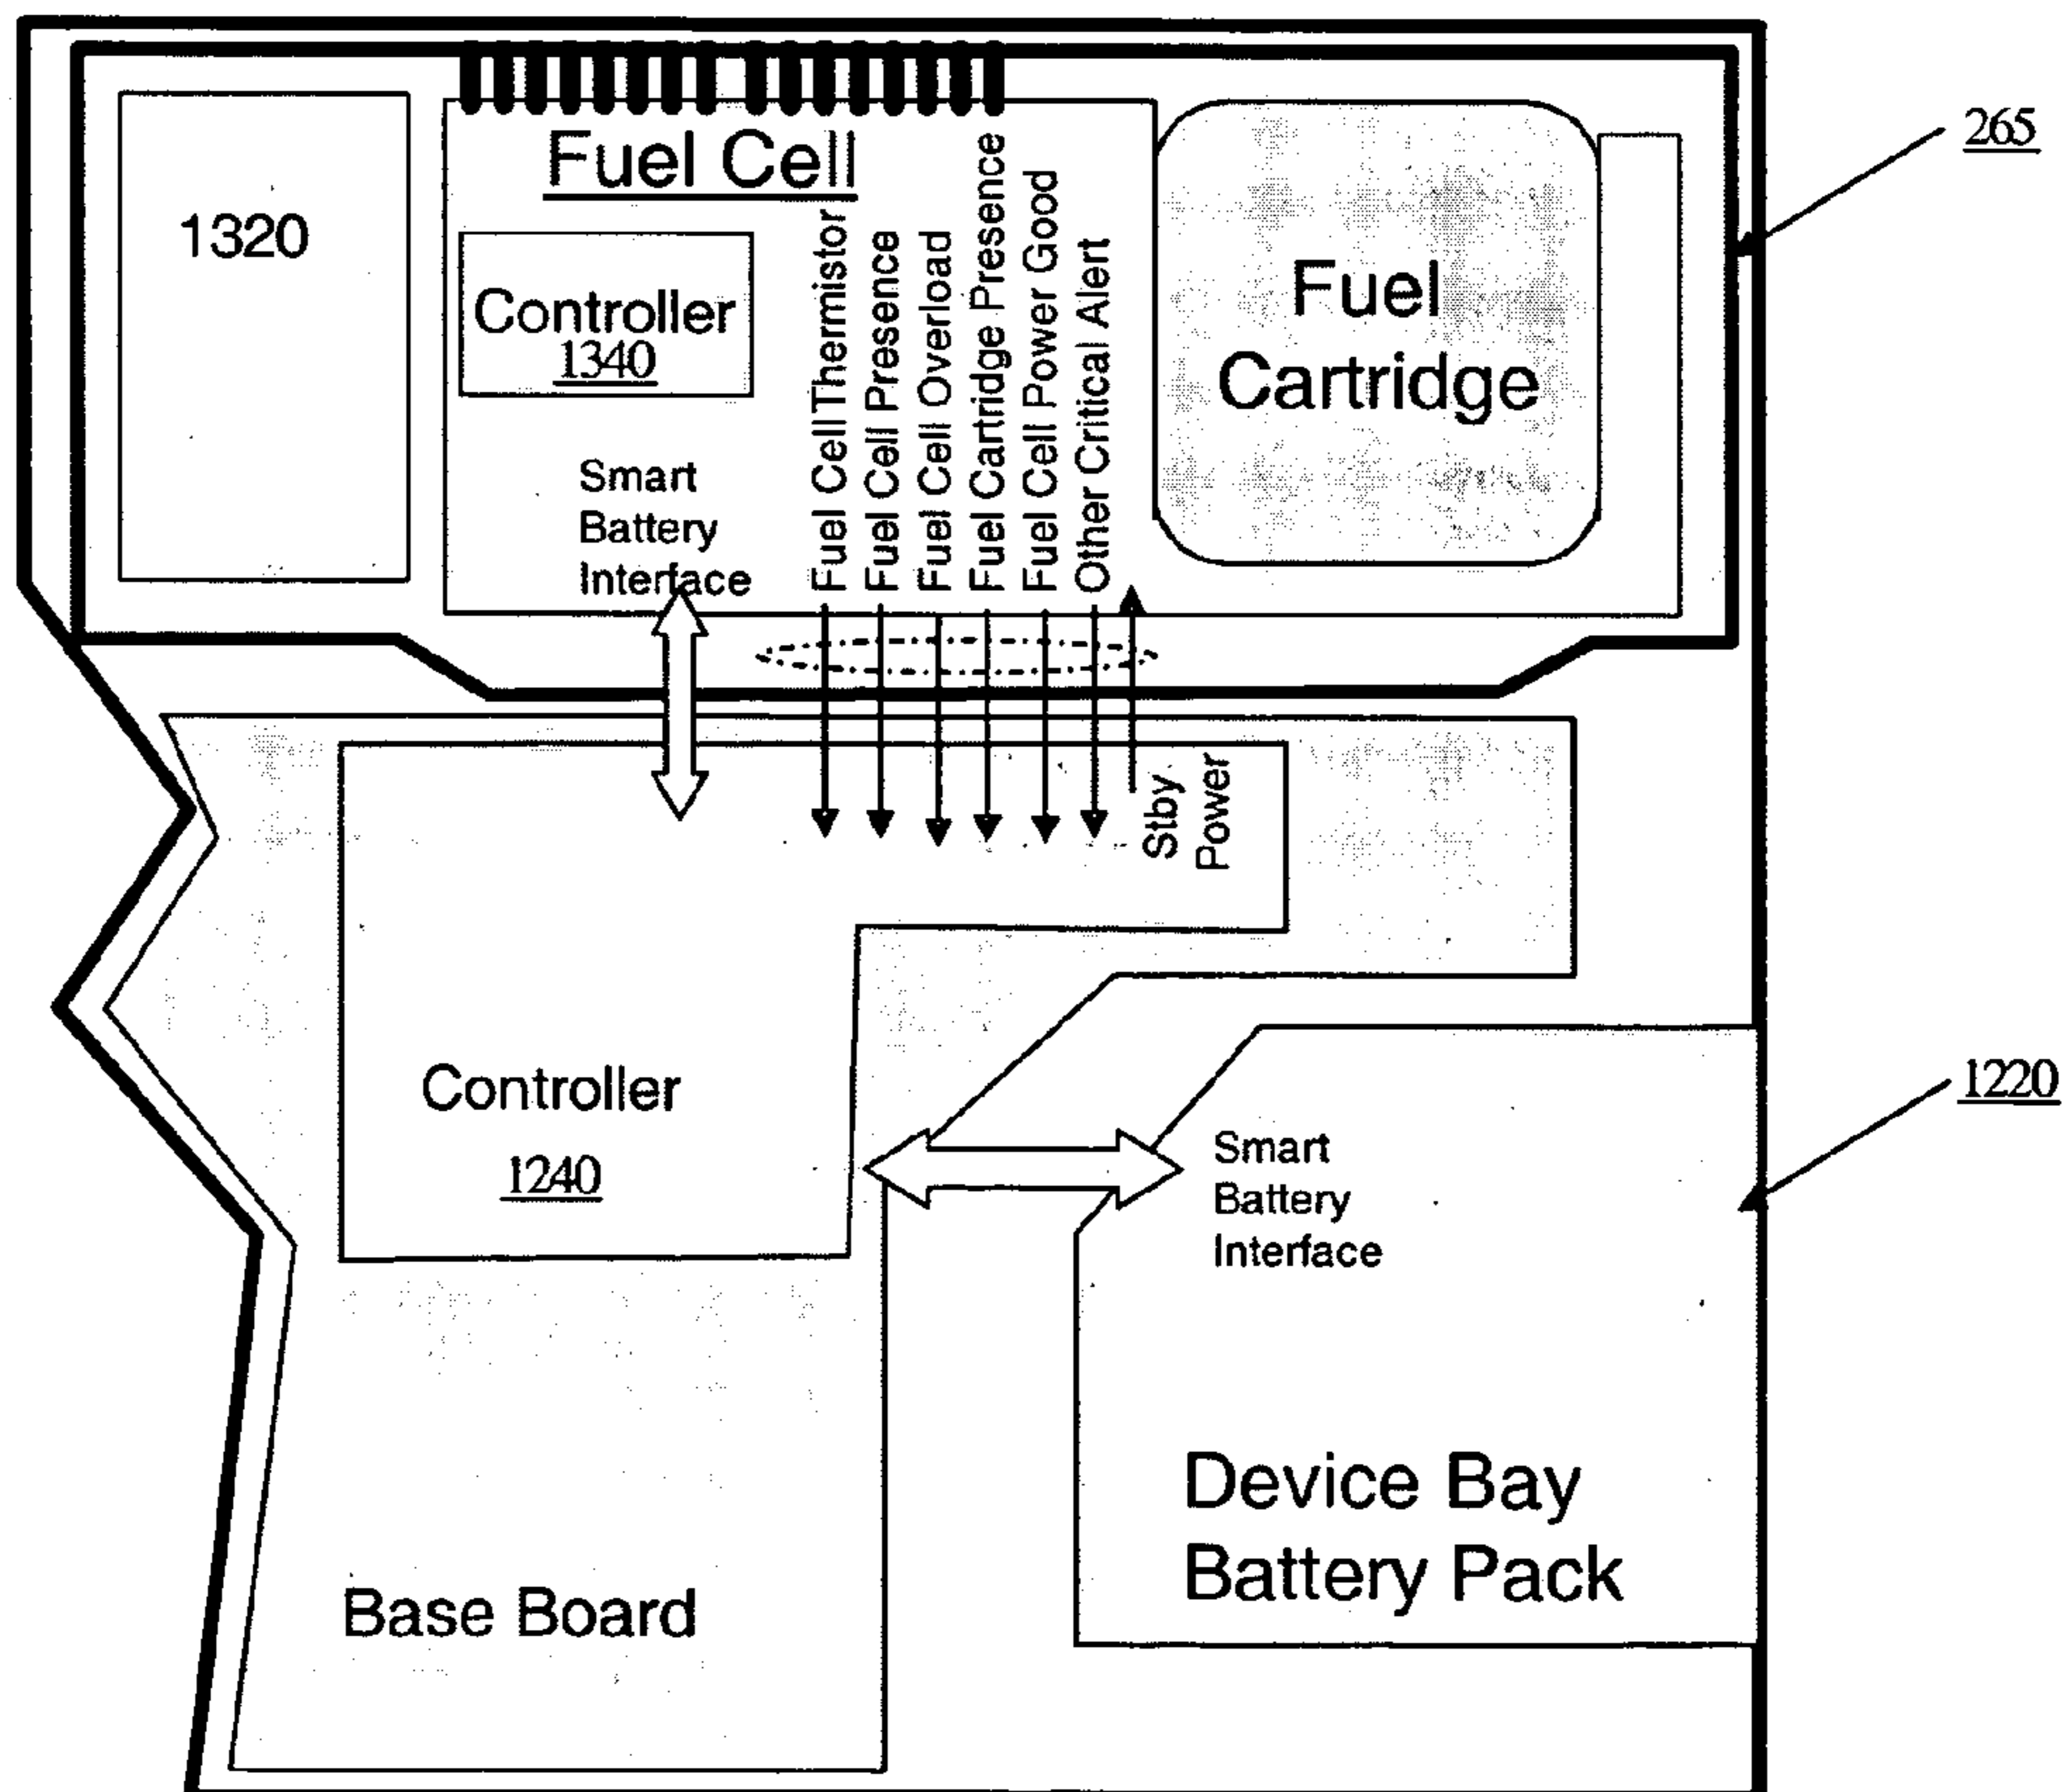 265
Fuel Cell
1320
Controller
1340
Smart
Battery
Interface
Fuel Cell Thermistor
Fuel Cell Presence
Fuel Cell Overload
Fuel Cartridge Presence
Fuel Cell Power Good
Other Critical Alert
Fuel
Cartridge
Stby
Power
Controller
1240
1220
Smart
Battery
Interface
Device Bay
Battery Pack
Base Board